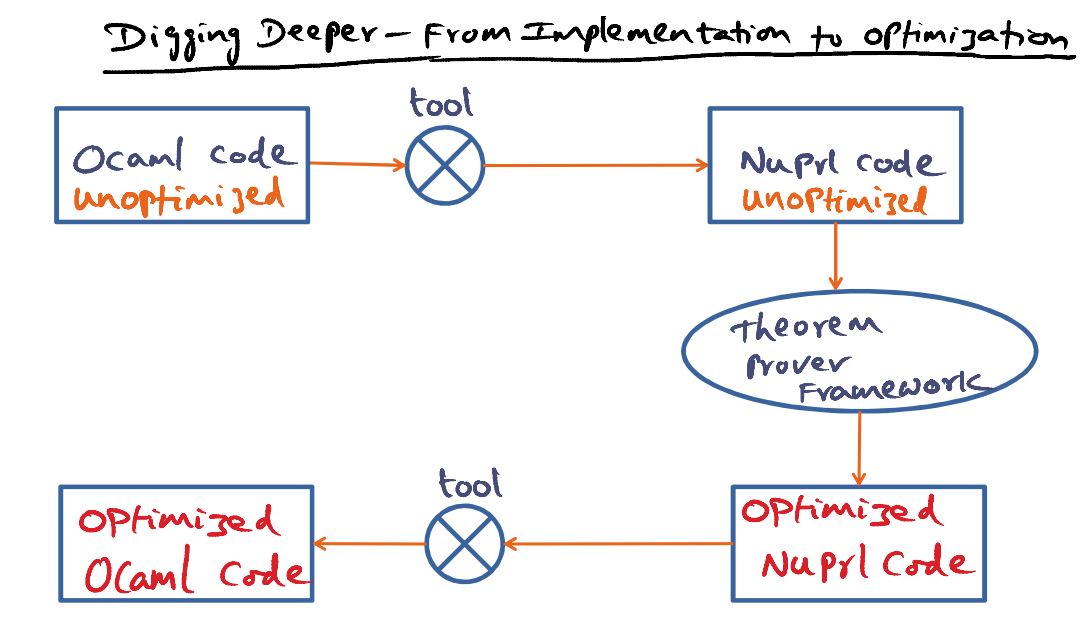 Digging Deeper - From Implementation to optimization
tool
Ocaml code
unoptimized
Nuprl code
unoptimized
Theorem
Prover
Framework
tool
optimized
Ocaml code
optimized
Nuprl code